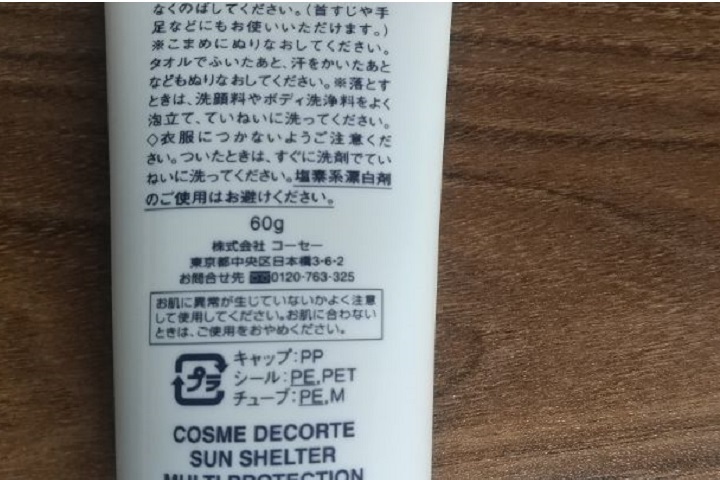 なくのばしてください。(首すじや手
足などにもお使いいただけます。)
※こまめにぬりなおしてください。
タオルでふいたあと、汗をかいたあと
などもぬりなおしてください。※落とす
ときは、洗顔料やボディ洗浄料をよく
泡立て、ていねいに洗ってください。
◇衣服につかないようご注意くだ
さい。ついたときは、すぐに洗剤でてい
ねいに洗ってください。塩素系漂白剤
のご使用はお避けください。
60g
株式会社 コーセー
東京都中央区日本橋3-6-2
お問合せ先 0120-763-325
お肌に異常が生じていないかよく注意
して使用してください。お肌に合わない
ときは、ご使用をおやめください。
プラ
キャップ:PP
シール:PE,PET
チューブ:PE,M
COSME DECORTE
SUN SHELTER
MULTI PROTECTION